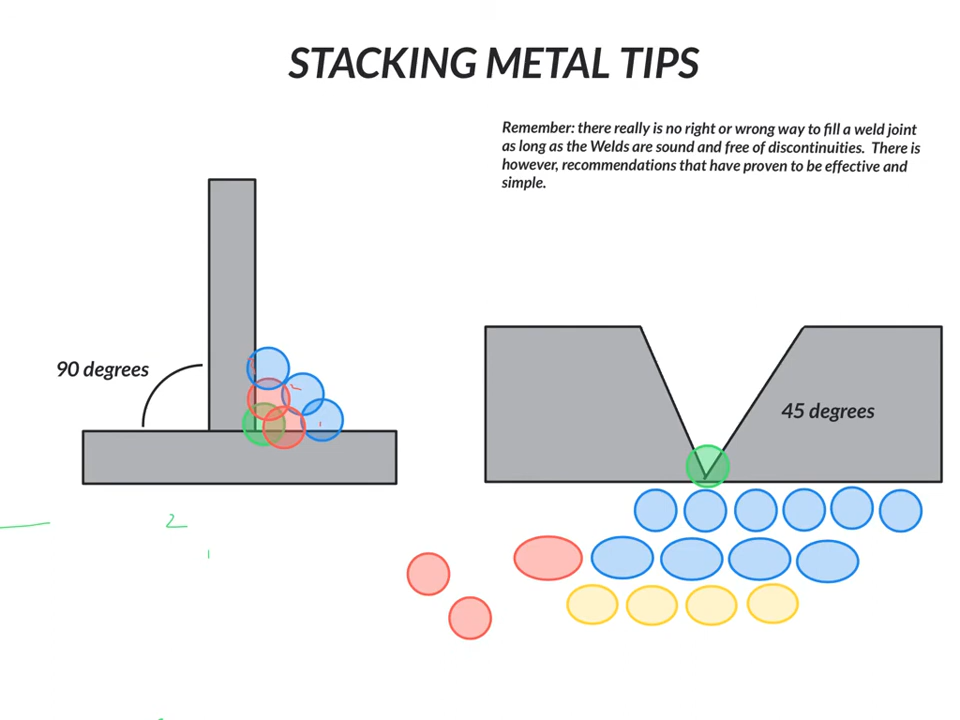 STACKING METAL TIPS
Remember: there really is no right or wrong way to fill a weld joint
as long as the Welds are sound and free of discontinuities. There is
however, recommendations that have proven to be effective and
simple.
90 degrees
45 degrees
2